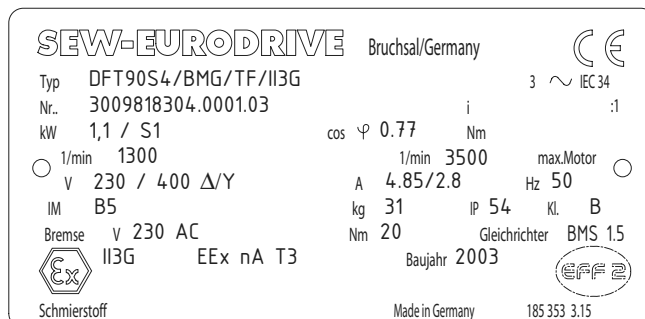 SEW-EURODRIVE Bruchsal/Germany CE
Typ DFT90S4/BMG/TF/II3G 3 ~ IEC 34
Nr.. 3009818304.0001.03 i :1
kW 1,1 / S1 cos φ 0.77 Nm
1/min 1300 1/min 3500 max.Motor
V 230 / 400 Δ/Y A 4.85/2.8 Hz 50
IM B5 kg 31 IP 54 Kl. B
Bremse V 230 AC Nm 20 Gleichrichter BMS 1.5
Ex II3G EEx nA T3 Baujahr 2003 EFF 2
Schmierstoff Made in Germany 185 353 3.15